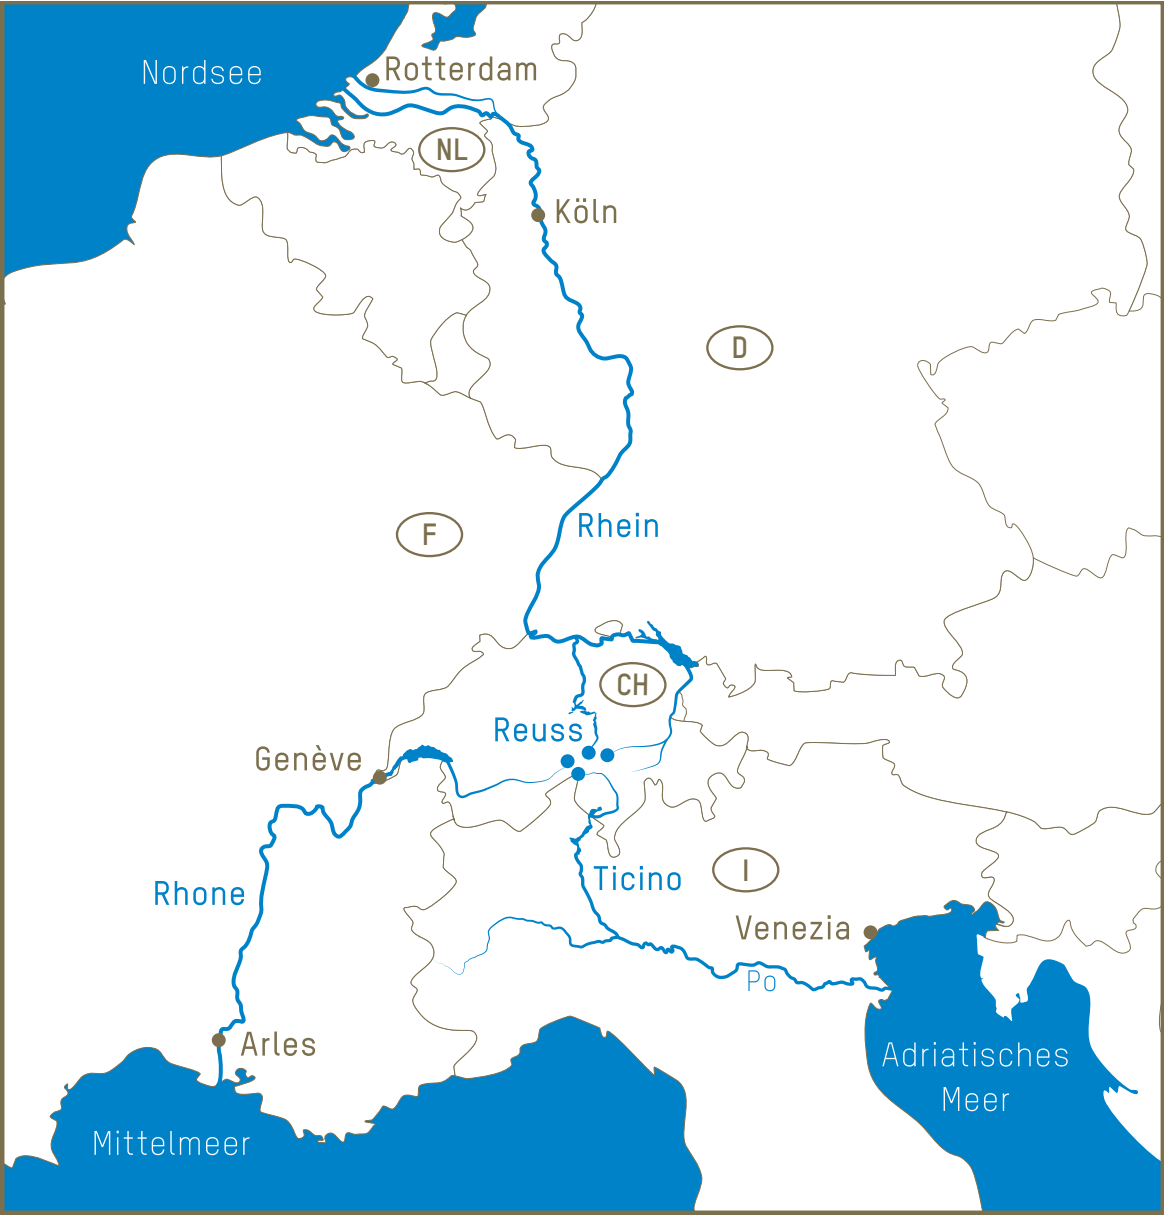 Rotterdam
Nordsee
NL
Köln
D
Rhein
F
CH
Reuss
Genève
I
Ticino
Rhone
Venezia
Po
Arles
Adriatisches
Meer
Mittelmeer